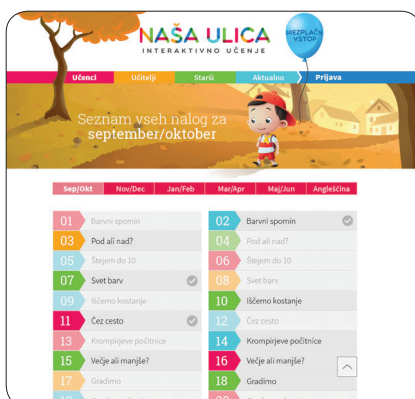 NAŠA ULICA
INTERAKTIVNO UČENJE
BREZPLAČNI
VSTOP
Učenci Učitelji Starši Aktualno Prijava
Seznam vseh nalog za
september/oktober
Sep/Okt Nov/Dec Jan/Feb Mar/Apr Maj/Jun Angleščina
01 Barvni spomin 02 Barvni spomin
03 Pod ali nad? 04 Pod ali nad?
05 Štejem do 10 06 Štejem do 10
07 Svet barv 08 Svet barv
09 Iščemo kostanje 10 Iščemo kostanje
11 Čez cesto 12 Čez cesto
13 Krompirjeve počitnice 14 Krompirjeve počitnice
15 Večje ali manjše? 16 Večje ali manjše?
17 Gradimo 18 Gradimo